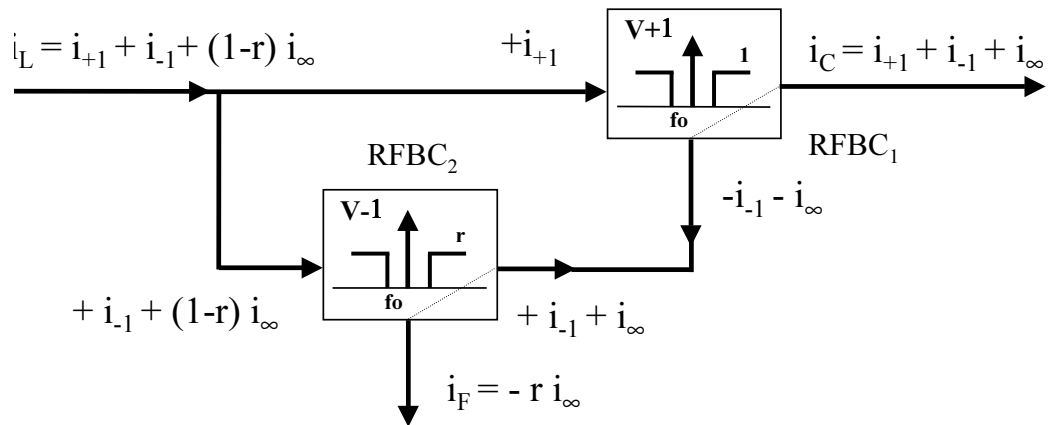 i_L = i_{+1} + i_{-1} + (1-r) i_∞
+i_{+1}
V+1
1
fo
i_C = i_{+1} + i_{-1} + i_∞
RFBC_2
RFBC_1
V-1
r
fo
-i_{-1} - i_∞
+ i_{-1} + (1-r) i_∞
+ i_{-1} + i_∞
i_F = - r i_∞